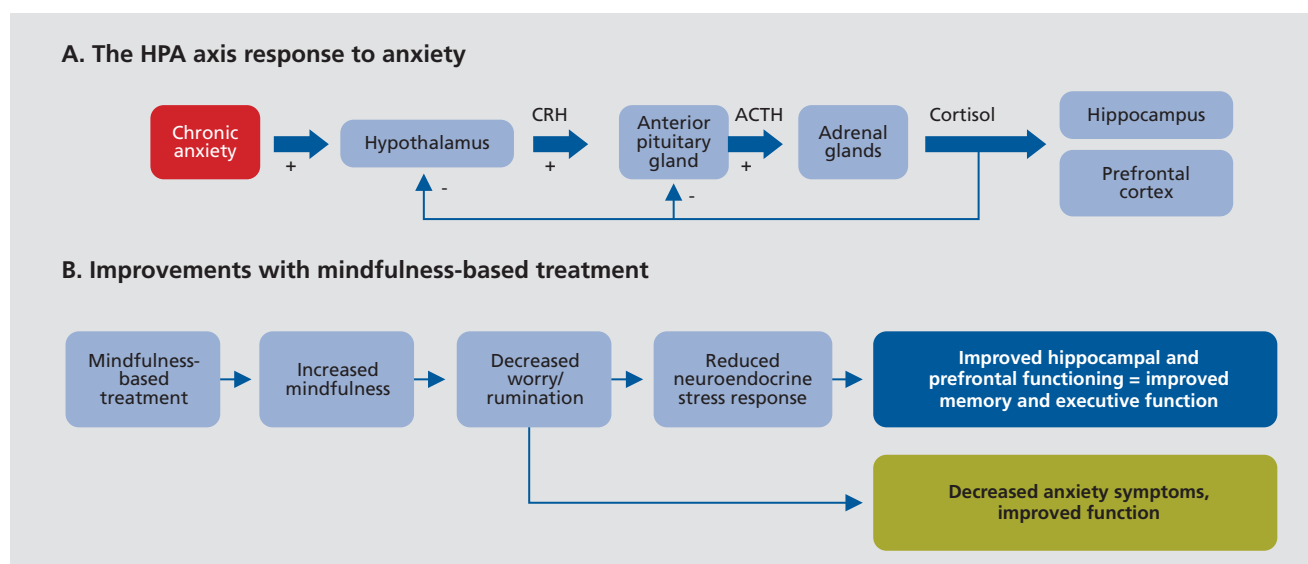 A. The HPA axis response to anxiety
Chronic
anxiety
+
Hypothalamus
CRH
+
Anterior
pituitary
gland
ACTH
+
Adrenal
glands
Cortisol
Hippocampus
Prefrontal
cortex
-
-
B. Improvements with mindfulness-based treatment
Mindfulness-
based
treatment
Increased
mindfulness
Decreased
worry/
rumination
Reduced
neuroendocrine
stress response
Improved hippocampal and
prefrontal functioning = improved
memory and executive function
Decreased anxiety symptoms,
improved function